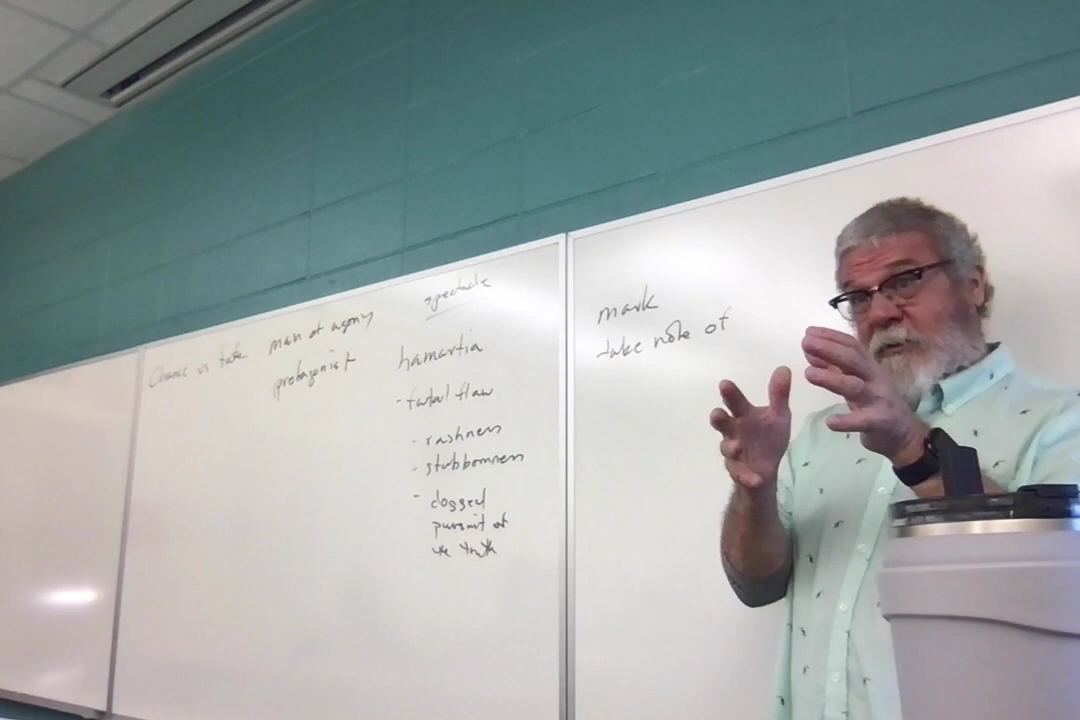 Chance vs fate
man of agony
protagonist
spectacle
hamartia
- fatal flaw
- rashness
- stubbornness
- dogged
pursuit of
the truth
mark
take note of